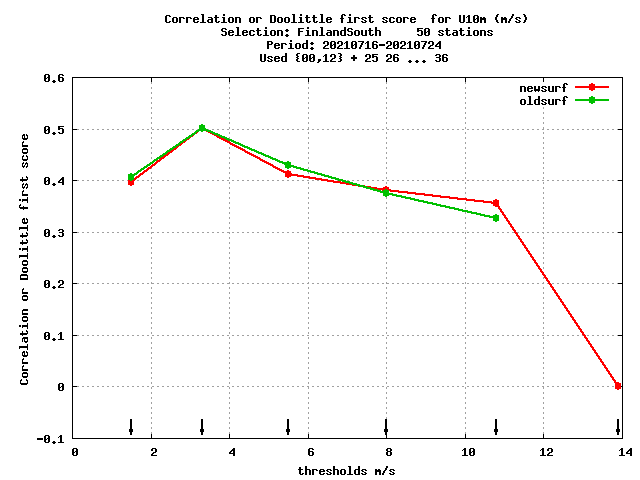 Correlation or Doolittle first score  for U10m (m/s)
Selection: FinlandSouth     50 stations
Period: 20210716-20210724
Used {00,12} + 25 26 ... 36
newsurf
oldsurf
Correlation or Doolittle first score
0.6
0.5
0.4
0.3
0.2
0.1
0
-0.1
0 2 4 6 8 10 12 14
thresholds m/s